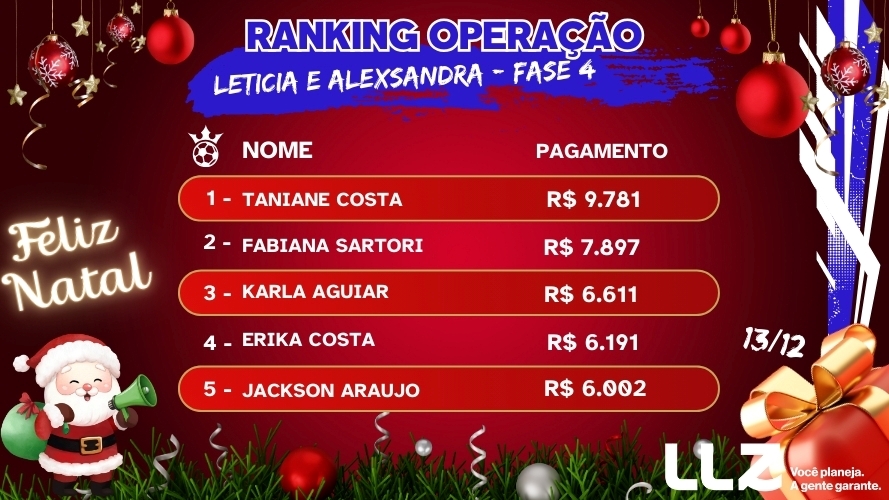 RANKING OPERAÇÃO
LETICIA E ALEXSANDRA - FASE 4
NOME PAGAMENTO
1 - TANIANE COSTA R$ 9.781
2 - FABIANA SARTORI R$ 7.897
3 - KARLA AGUIAR R$ 6.611
4 - ERIKA COSTA R$ 6.191
5 - JACKSON ARAUJO R$ 6.002
Feliz
Natal
13/12
LLZ
Você planeja.
A gente garante.